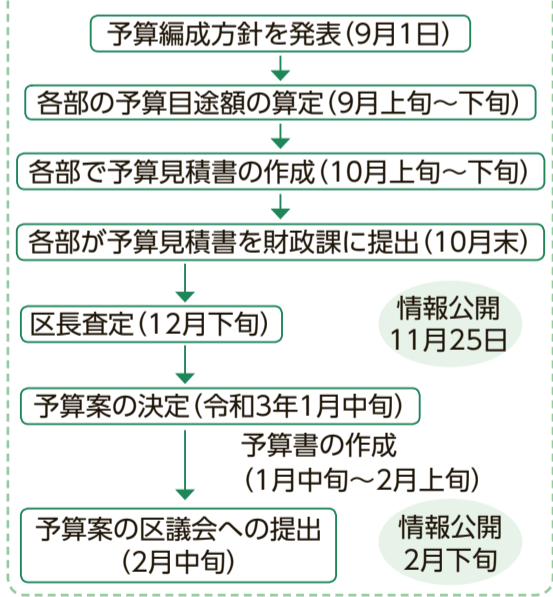 予算編成方針を発表(9月1日)
各部の予算目途額の算定(9月上旬～下旬)
各部で予算見積書の作成(10月上旬～下旬)
各部が予算見積書を財政課に提出(10月末)
情報公開
11月25日
区長査定(12月下旬)
予算案の決定(令和3年1月中旬)
予算書の作成
(1月中旬～2月上旬)
予算案の区議会への提出
(2月中旬)
情報公開
2月下旬